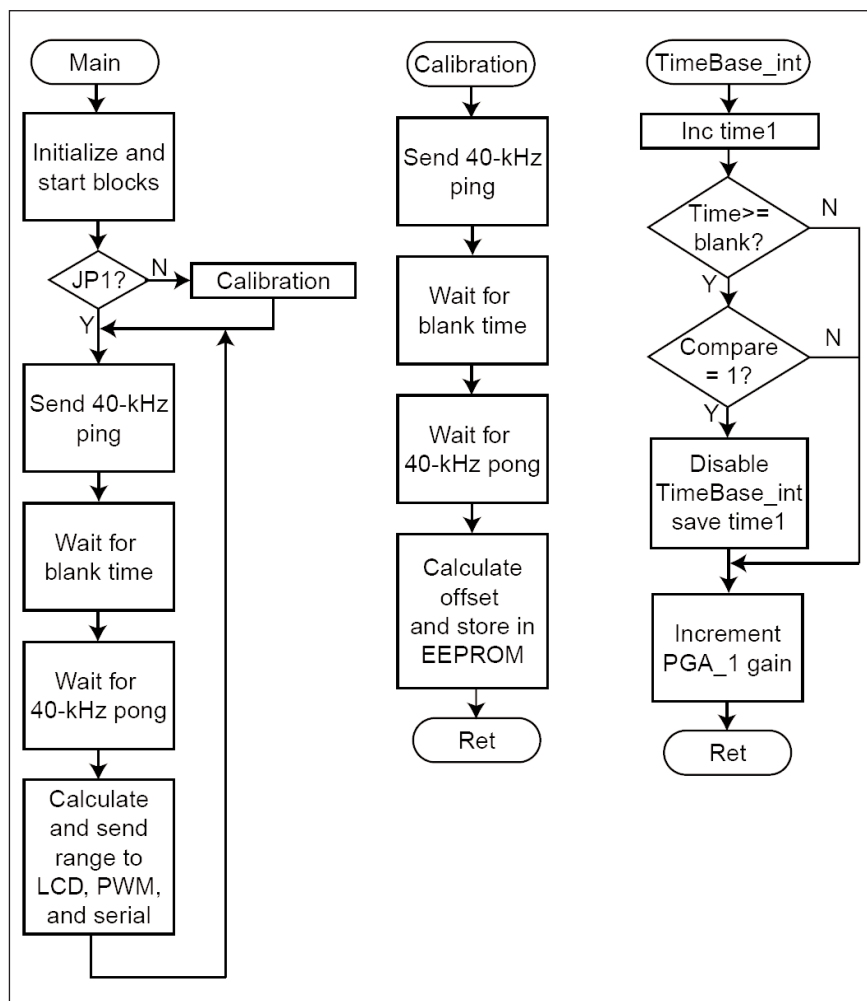 Main
Initialize and
start blocks
JP1?
N
Calibration
Y
Send 40-kHz
ping
Wait for
blank time
Wait for
40-kHz pong
Calculate
and send
range to
LCD, PWM,
and serial
Calibration
Send 40-kHz
ping
Wait for
blank time
Wait for
40-kHz pong
Calculate
offset
and store in
EEPROM
Ret
TimeBase_int
Inc time1
Time>=
blank?
N
Y
Compare
= 1?
N
Y
Disable
TimeBase_int
save time1
Increment
PGA_1 gain
Ret